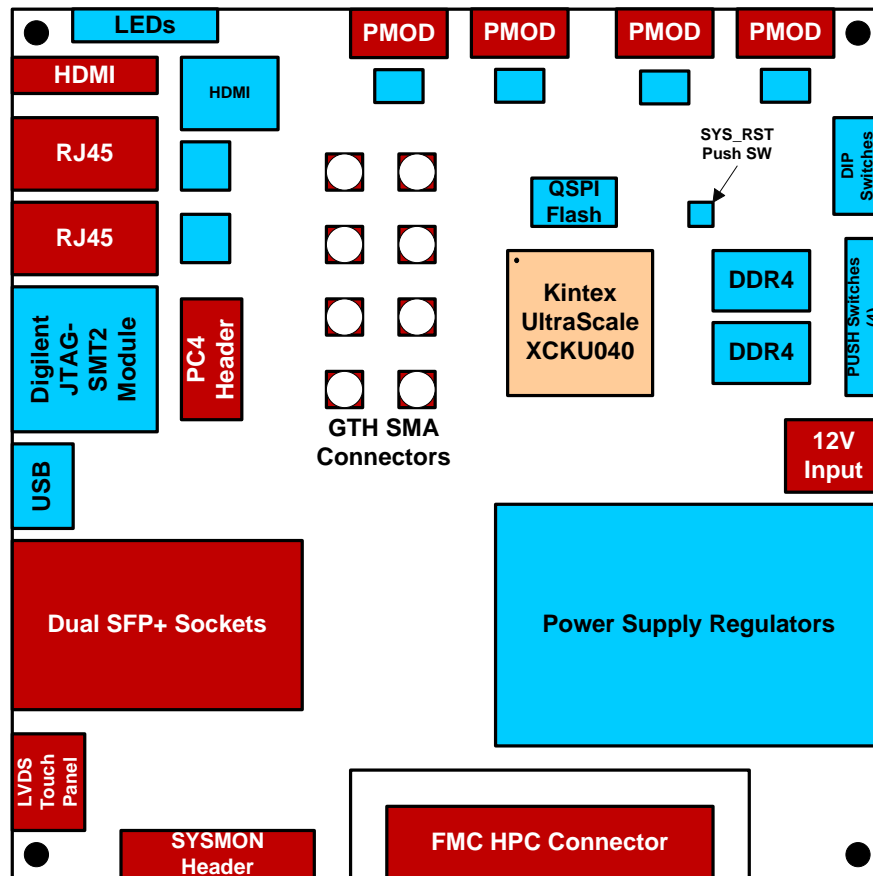 LEDs
PMOD
PMOD
PMOD
PMOD
HDMI
HDMI
RJ45
SYS_RST
Push SW
DIP
Switches
QSPI
Flash
RJ45
Kintex
UltraScale
XCKU040
DDR4
DDR4
PUSH Switches
(4)
Digilent
JTAG-
SMT2
Module
PC4
Header
GTH SMA
Connectors
12V
Input
USB
Dual SFP+ Sockets
Power Supply Regulators
LVDS
Touch
Panel
SYSMON
Header
FMC HPC Connector